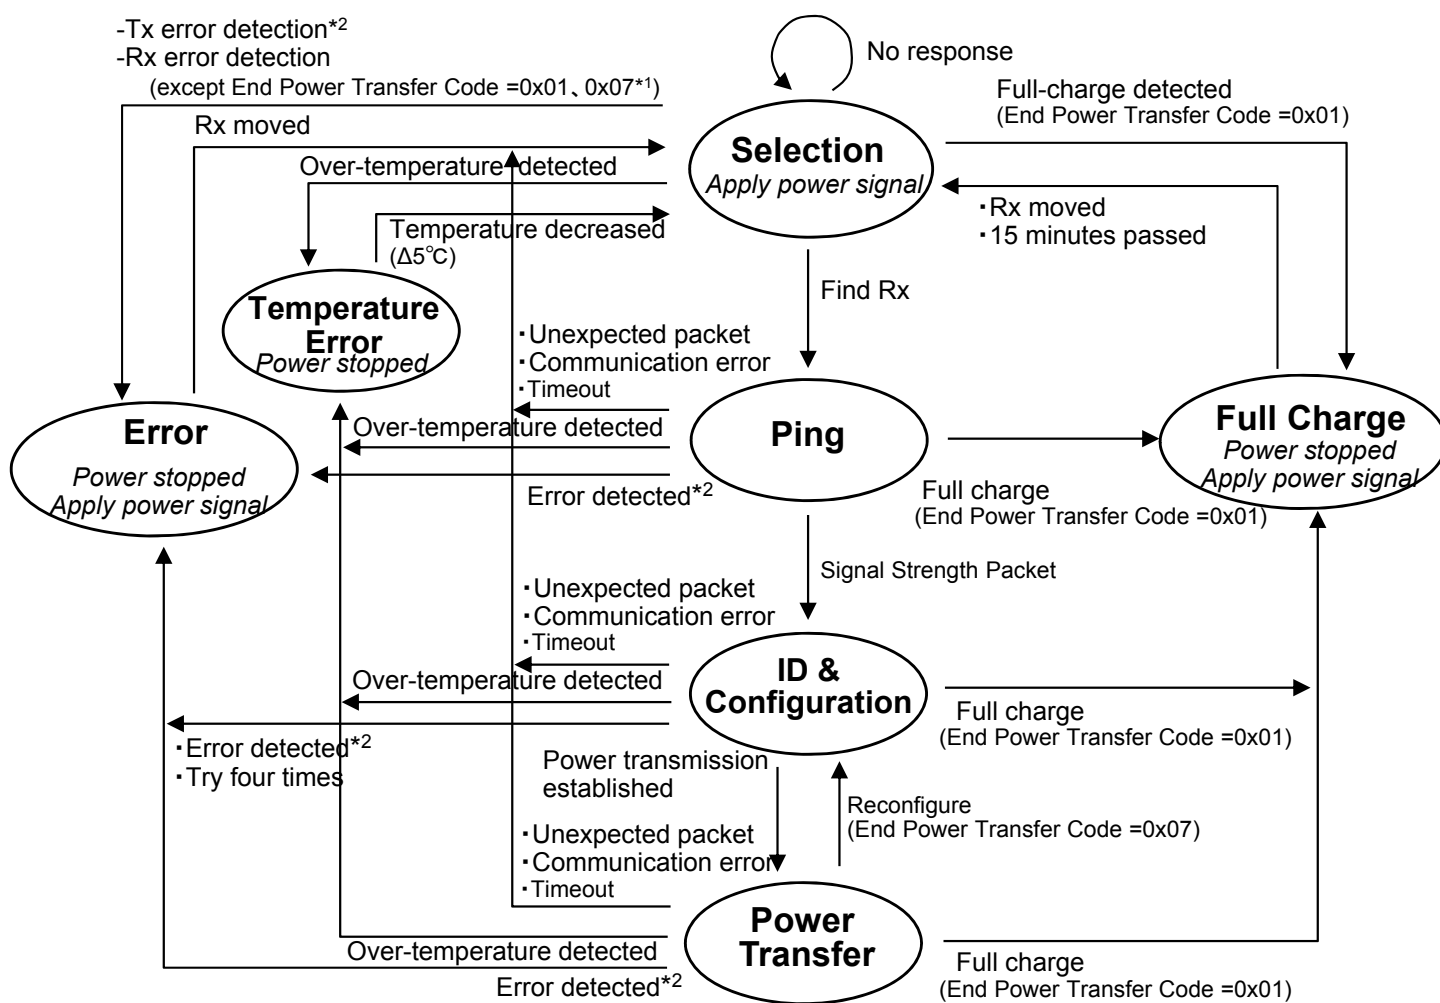 -Tx error detection*2
-Rx error detection
(except End Power Transfer Code =0x01、0x07*1)
No response
Full-charge detected
(End Power Transfer Code =0x01)
Rx moved
Over-temperature detected
Selection
Apply power signal
・Rx moved
・15 minutes passed
Temperature decreased
(Δ5℃)
Find Rx
Temperature
Error
Power stopped
・Unexpected packet
・Communication error
・Timeout
Error
Power stopped
Apply power signal
Over-temperature detected
Ping
Full Charge
Power stopped
Apply power signal
Error detected*2
Full charge
(End Power Transfer Code =0x01)
Signal Strength Packet
・Unexpected packet
・Communication error
・Timeout
Over-temperature detected
ID &
Configuration
Full charge
(End Power Transfer Code =0x01)
・Error detected*2
・Try four times
Power transmission
established
Reconfigure
(End Power Transfer Code =0x07)
・Unexpected packet
・Communication error
・Timeout
Power
Transfer
Over-temperature detected
Error detected*2
Full charge
(End Power Transfer Code =0x01)